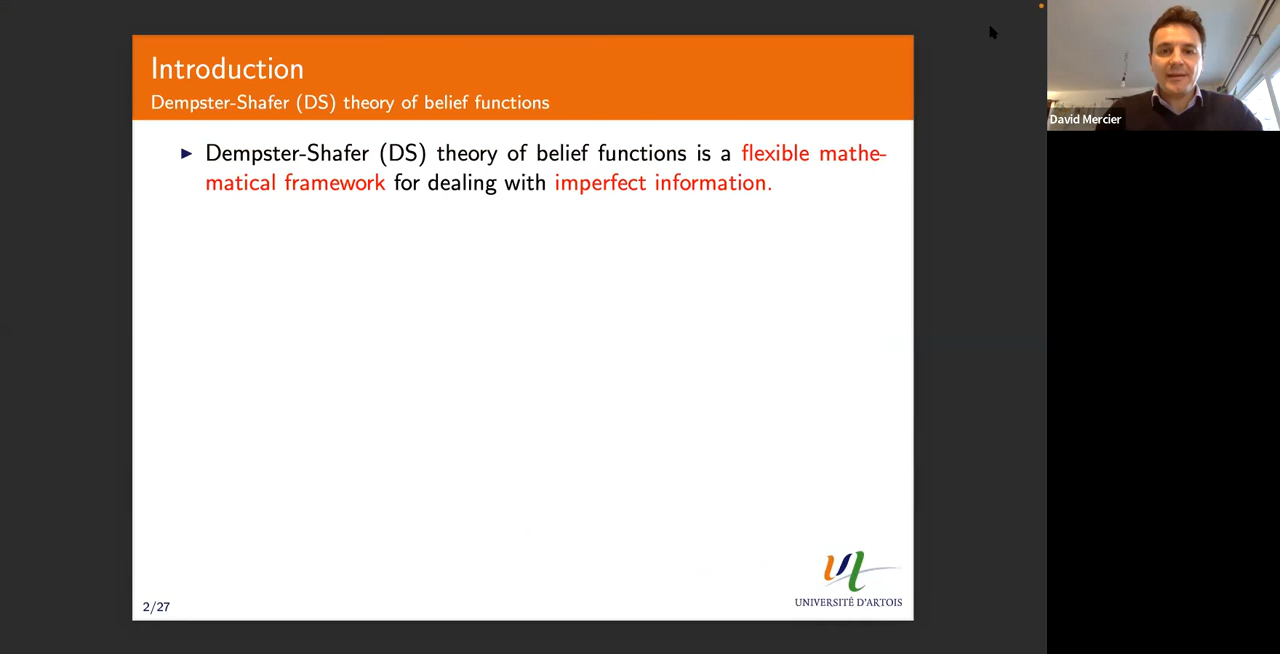 Introduction
Dempster-Shafer (DS) theory of belief functions
Dempster-Shafer (DS) theory of belief functions is a flexible mathe-
matical framework for dealing with imperfect information.
2/27
UNIVERSITÉ D'ARTOIS
David Mercier